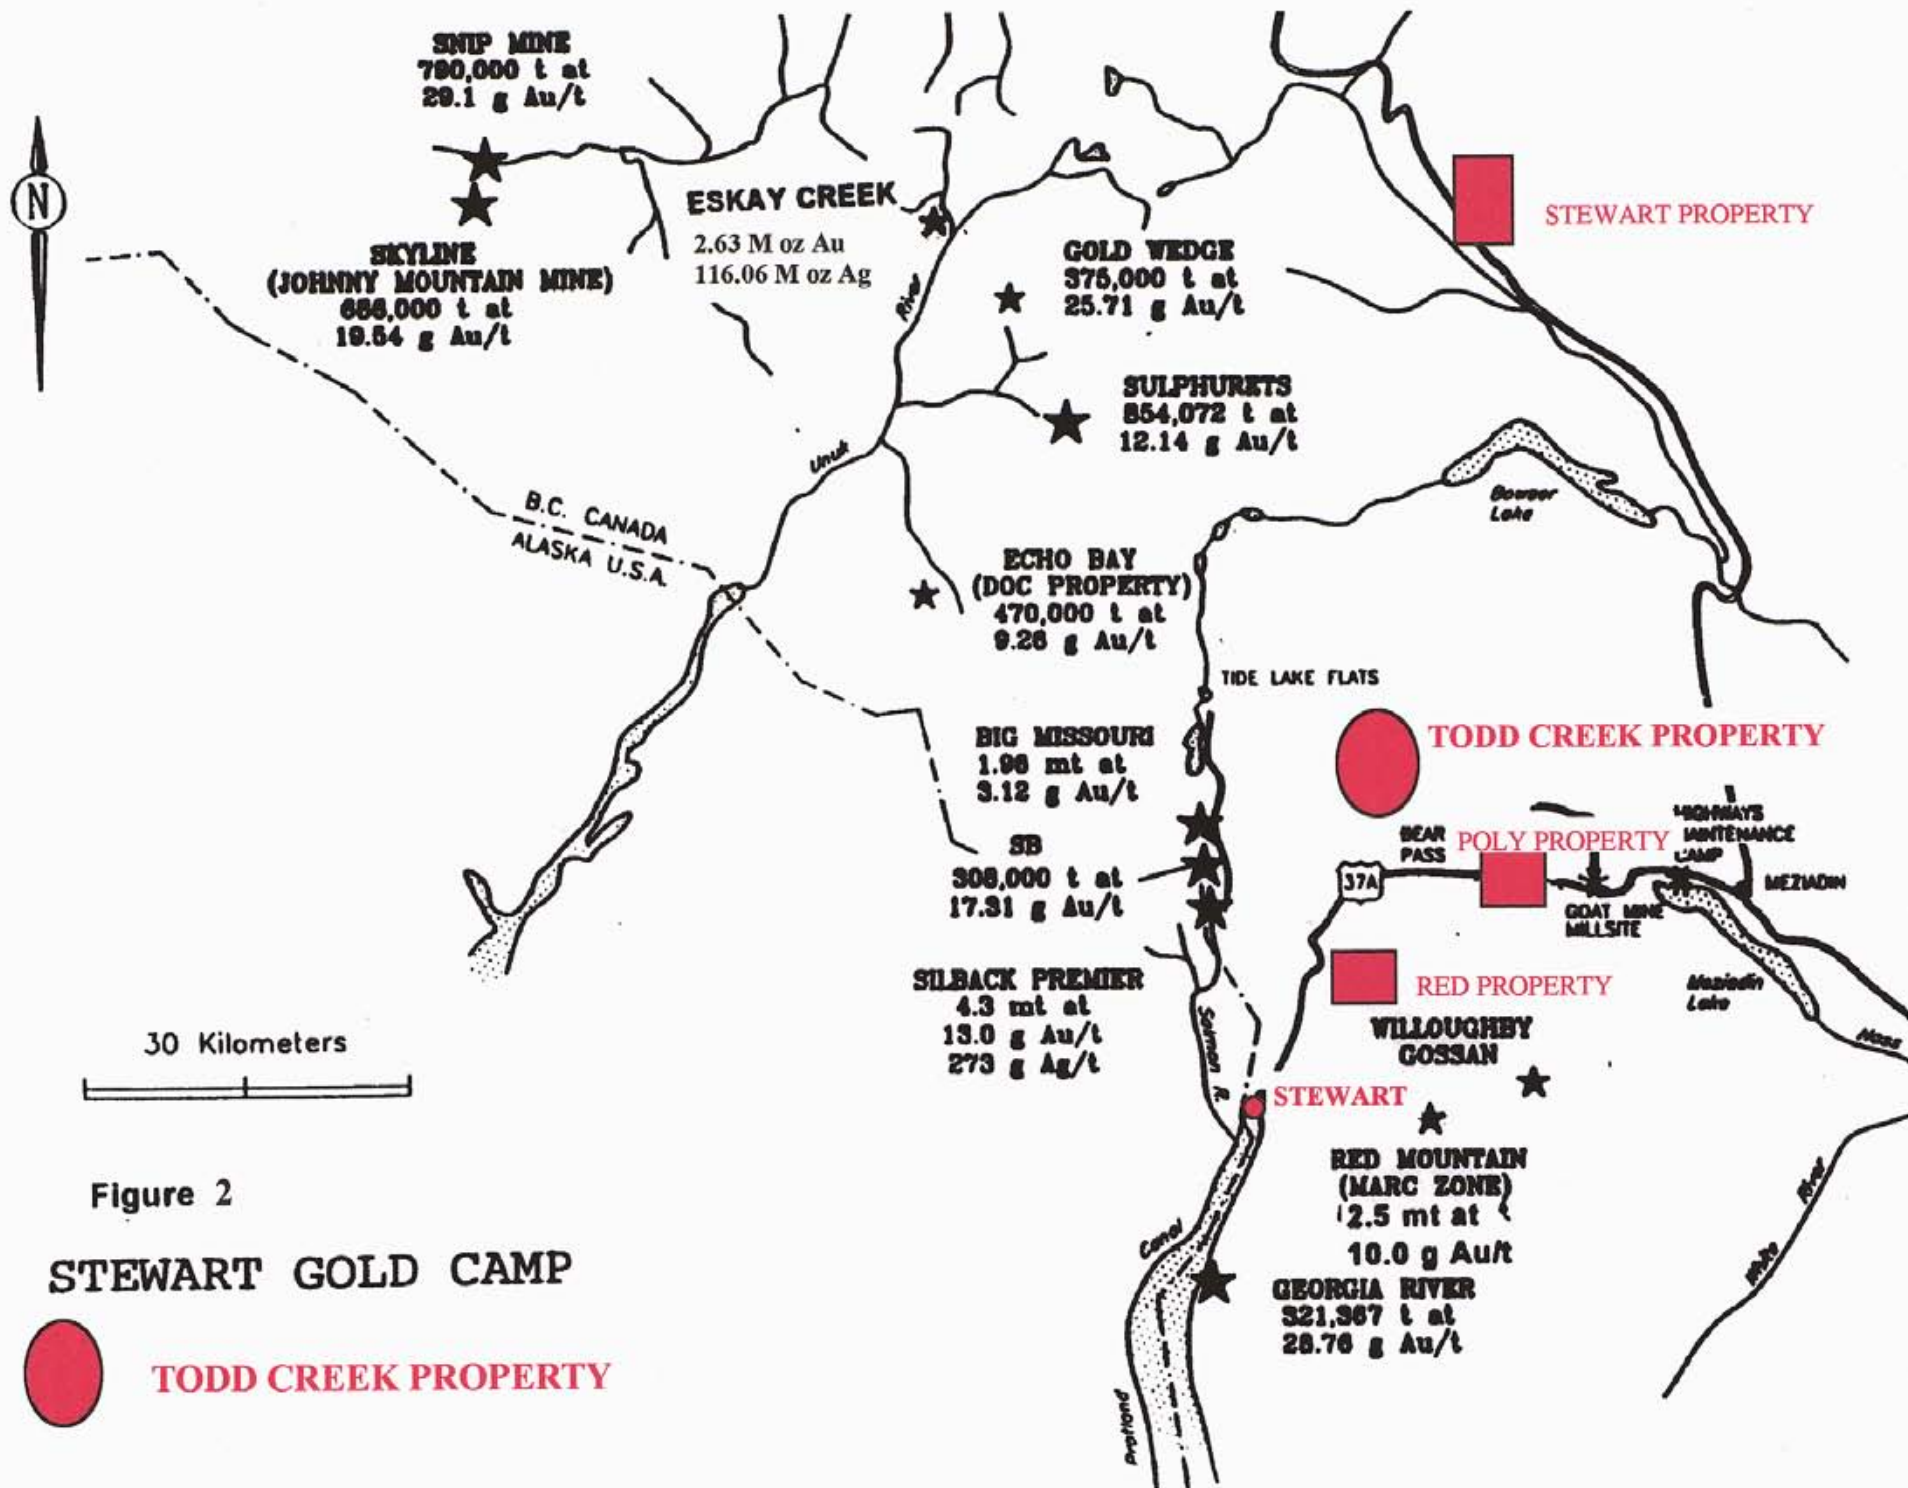 SNIP MINE
790,000 t at
29.1 g Au/t
N
ESKAY CREEK
2.63 M oz Au
116.06 M oz Ag
SKYLINE
(JOHNNY MOUNTAIN MINE)
686,000 t at
19.54 g Au/t
River
GOLD WEDGE
375,000 t at
25.71 g Au/t
STEWART PROPERTY
SULPHURETS
854,072 t at
12.14 g Au/t
Unuk
Bowser
Lake
B.C. CANADA
ALASKA U.S.A.
ECHO BAY
(DOC PROPERTY)
470,000 t at
9.26 g Au/t
TIDE LAKE FLATS
BIG MISSOURI
1.96 mt at
3.12 g Au/t
TODD CREEK PROPERTY
SB
308,000 t at
17.31 g Au/t
BEAR
PASS
POLY PROPERTY
HIGHWAYS
MAINTENANCE
CAMP
37A
MEZIADIN
GOAT MINE
MILLSITE
SILBACK PREMIER
4.3 mt at
13.0 g Au/t
273 g Ag/t
RED PROPERTY
Meziadin
Lake
WILLOUGHBY
GOSSAN
Salmon R.
Nass
30 Kilometers
STEWART
RED MOUNTAIN
(MARC ZONE)
2.5 mt at
10.0 g Au/t
River
White
Figure 2
Canal
GEORGIA RIVER
321,367 t at
28.76 g Au/t
STEWART GOLD CAMP
TODD CREEK PROPERTY
Protland